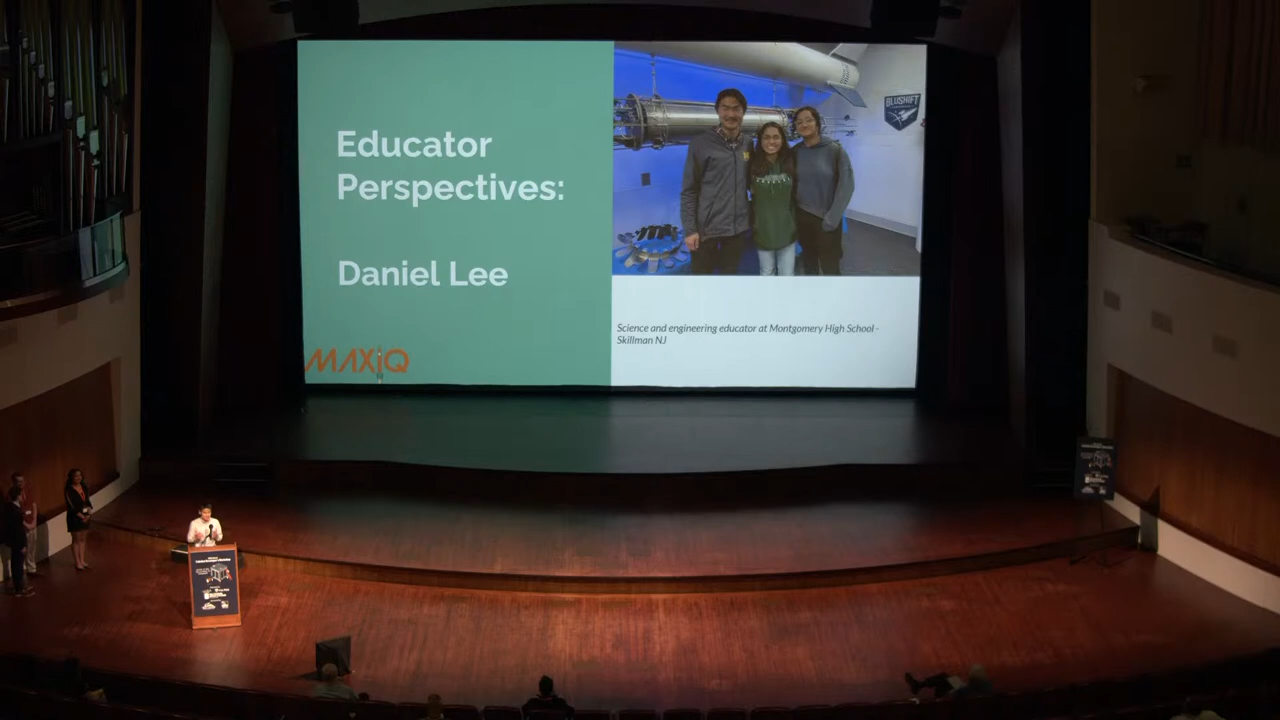 Educator
Perspectives:
Daniel Lee
MAXIQ
BLUSHIFT
Science and engineering educator at Montgomery High School -
Skillman NJ